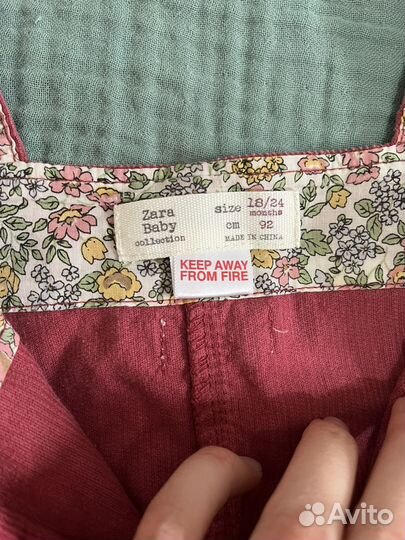 Zara
Baby
collection
size 18/24
months
cm 92
MADE IN CHINA
KEEP AWAY
FROM FIRE
Avito